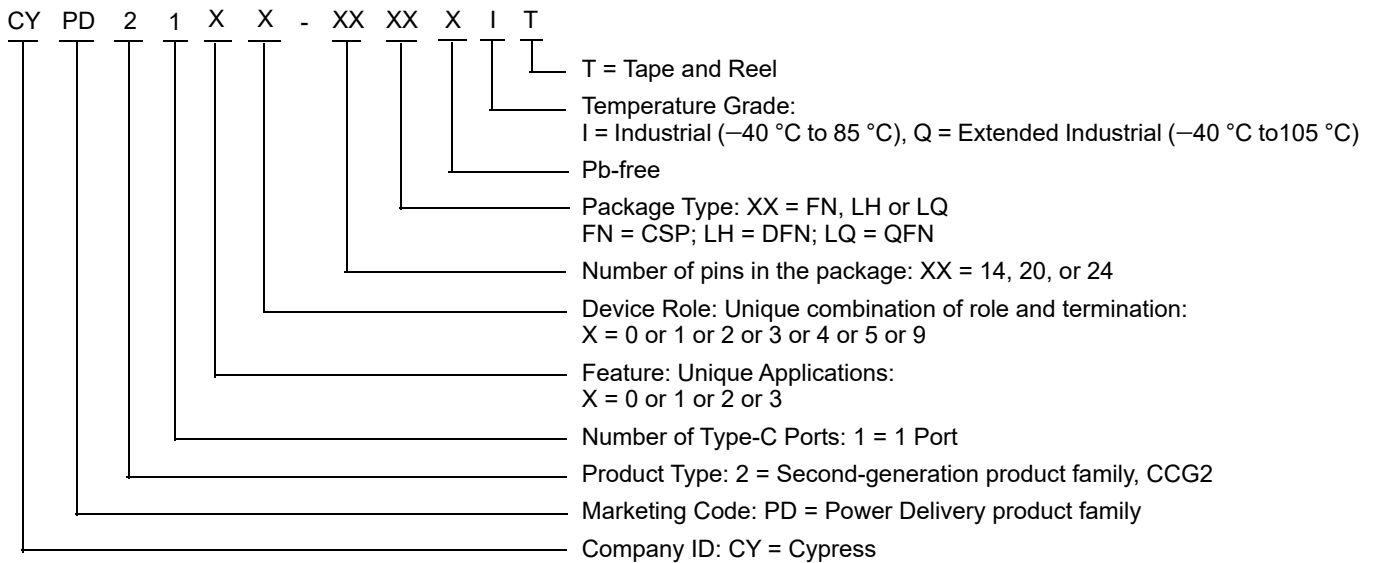 CY PD 2 1 X X - XX XX X I T
T = Tape and Reel
Temperature Grade:
I = Industrial (–40 °C to 85 °C), Q = Extended Industrial (–40 °C to105 °C)
Pb-free
Package Type: XX = FN, LH or LQ
FN = CSP; LH = DFN; LQ = QFN
Number of pins in the package: XX = 14, 20, or 24
Device Role: Unique combination of role and termination:
X = 0 or 1 or 2 or 3 or 4 or 5 or 9
Feature: Unique Applications:
X = 0 or 1 or 2 or 3
Number of Type-C Ports: 1 = 1 Port
Product Type: 2 = Second-generation product family, CCG2
Marketing Code: PD = Power Delivery product family
Company ID: CY = Cypress